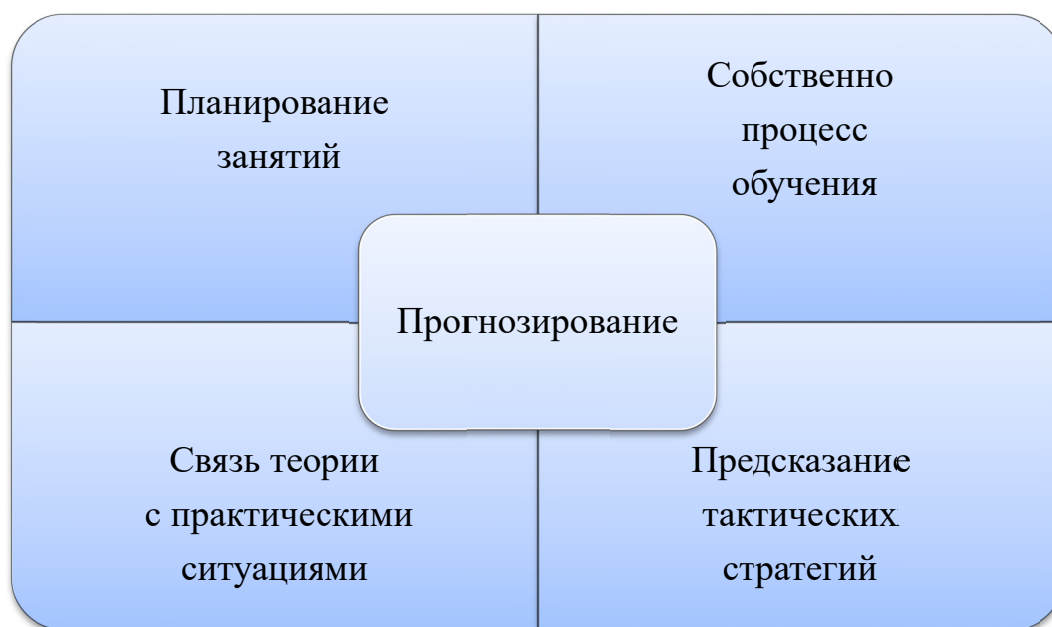 Планирование
занятий
Собственно
процесс
обучения
Прогнозирование
Связь теории
с практическими
ситуациями
Предсказание
тактических
стратегий